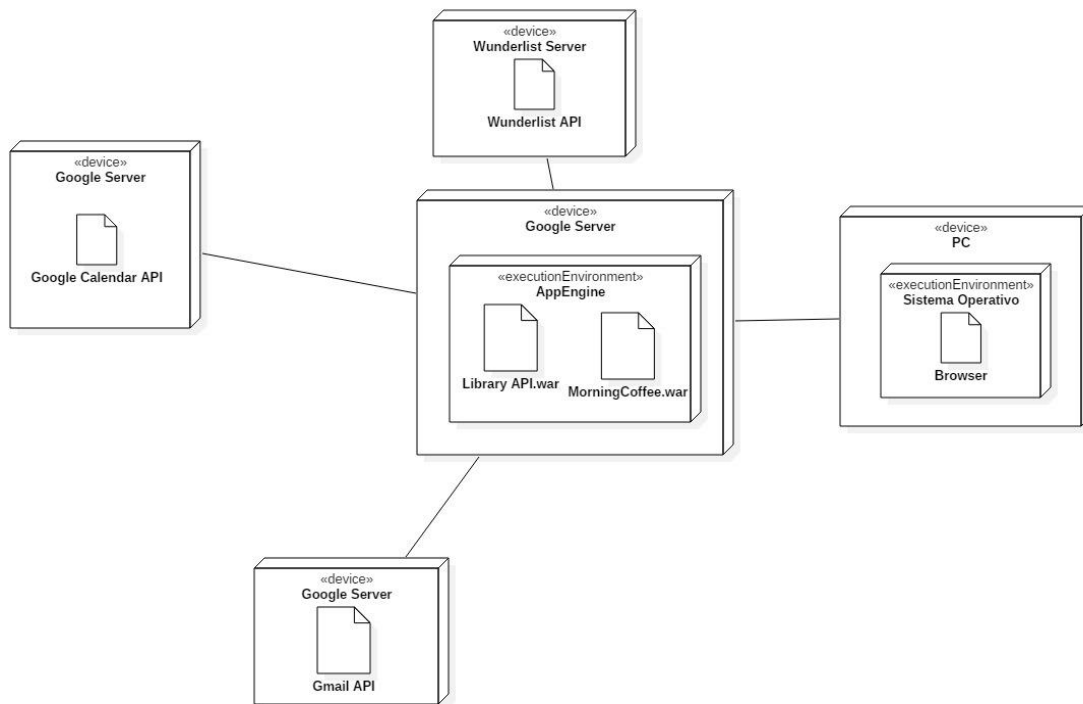 «device»
Wunderlist Server
Wunderlist API
«device»
Google Server
Google Calendar API
«device»
Google Server
«executionEnvironment»
AppEngine
Library API.war
MorningCoffee.war
«device»
PC
«executionEnvironment»
Sistema Operativo
Browser
«device»
Google Server
Gmail API